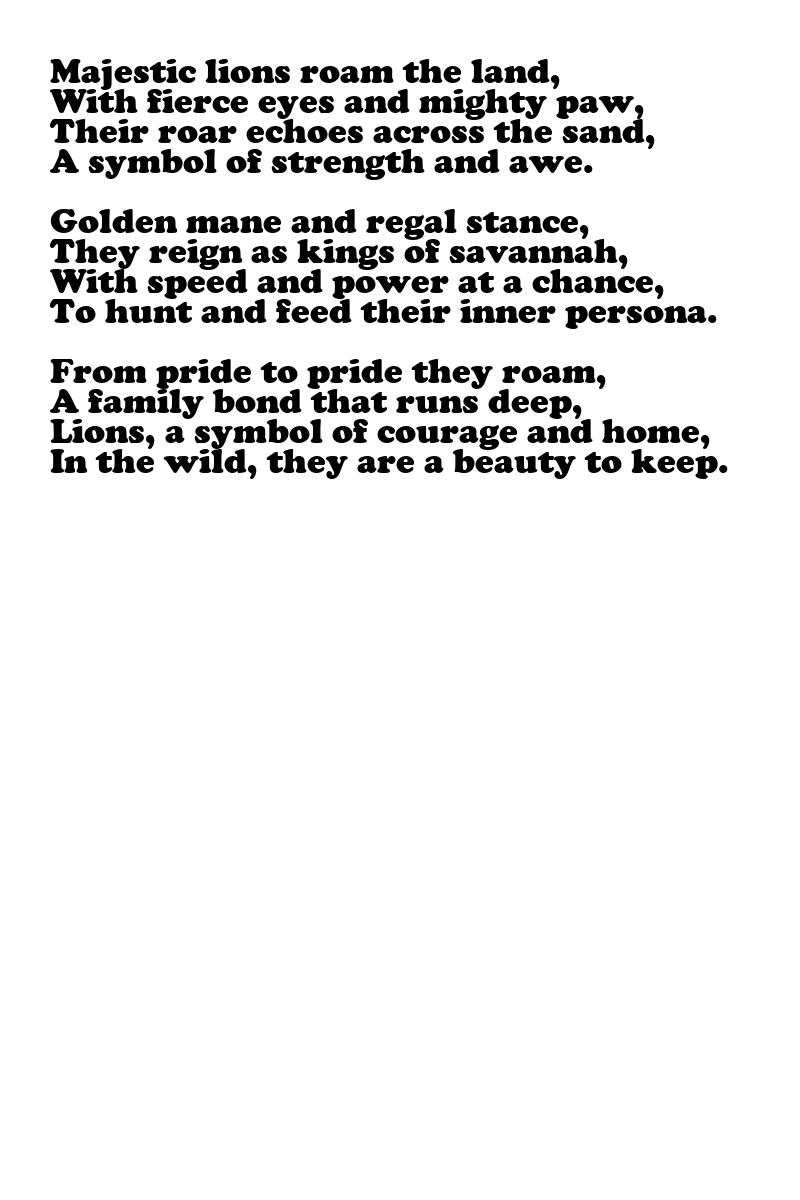 Majestic lions roam the land,
With fierce eyes and mighty paw,
Their roar echoes across the sand,
A symbol of strength and awe.

Golden mane and regal stance,
They reign as kings of savannah,
With speed and power at a chance,
To hunt and feed their inner persona.

From pride to pride they roam,
A family bond that runs deep,
Lions, a symbol of courage and home,
In the wild, they are a beauty to keep.